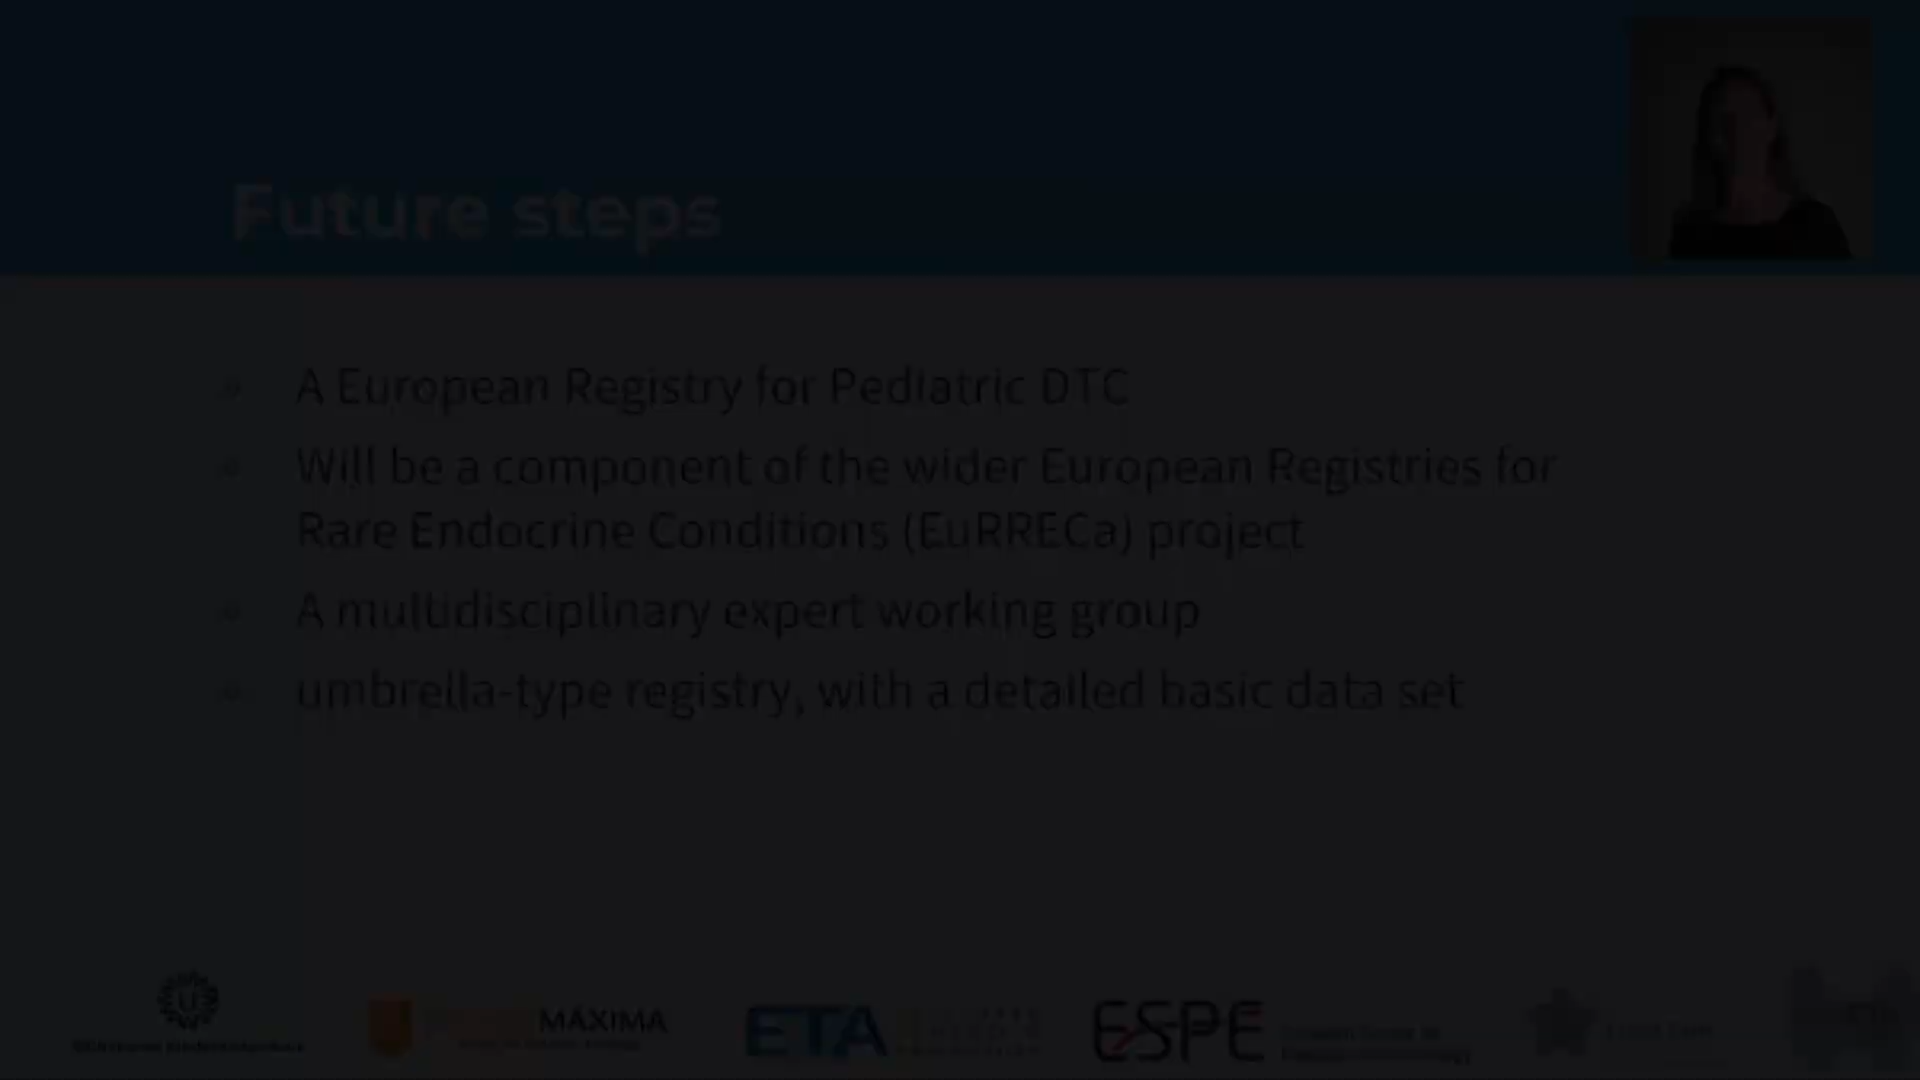 Future steps
A European Registry for Pediatric DTC
Will be a component of the wider European Registries for
Rare Endocrine Conditions (EuRRECa) project
A multidisciplinary expert working group
umbrella-type registry, with a detailed basic data set
MÁXIMA
ETA
ESPE